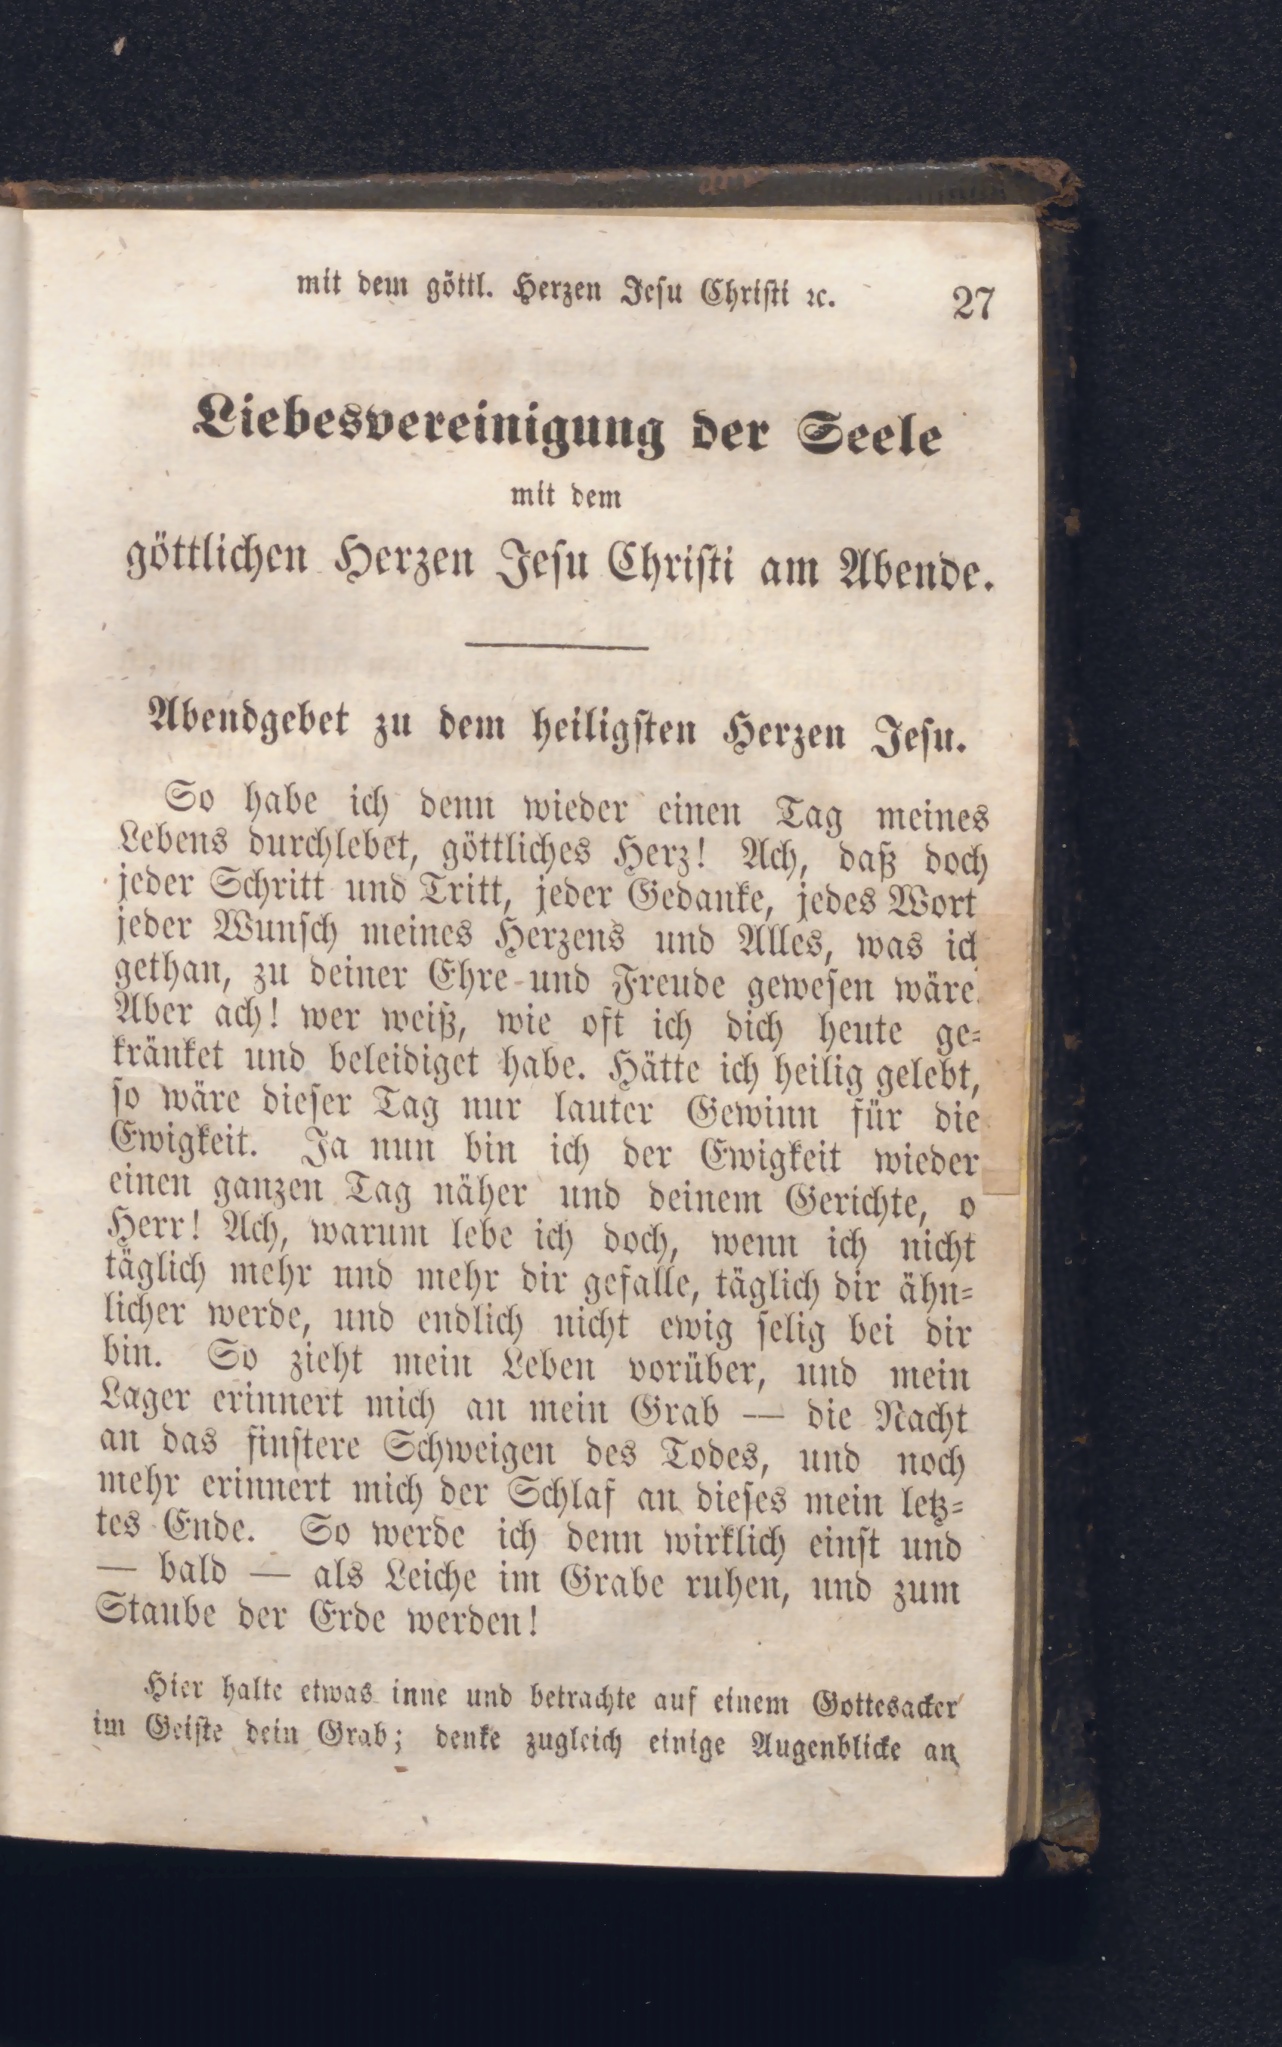 mit dem göttl. Herzen Jesu Christi ꝛc. 27
Liebesvereinigung der Seele
mit dem
göttlichen Herzen Jesu Christi am Abende.
Abendgebet zu dem heiligsten Herzen Jesu.
So habe ich denn wieder einen Tag meines
Lebens durchlebet, göttliches Herz! Ach, daß doch
jeder Schritt und Tritt, jeder Gedanke, jedes Wort
jeder Wunsch meines Herzens und Alles, was ich
gethan, zu deiner Ehre und Freude gewesen wäre.
Aber ach! wer weiß, wie oft ich dich heute ge-
kränket und beleidiget habe. Hätte ich heilig gelebt,
so wäre dieser Tag nur lauter Gewinn für die
Ewigkeit. Ja nun bin ich der Ewigkeit wieder
einen ganzen Tag näher und deinem Gerichte, o
Herr! Ach, warum lebe ich doch, wenn ich nicht
täglich mehr und mehr dir gefalle, täglich dir ähn-
licher werde, und endlich nicht ewig selig bei dir
bin. So zieht mein Leben vorüber, und mein
Lager erinnert mich an mein Grab — die Nacht
an das finstere Schweigen des Todes, und noch
mehr erinnert mich der Schlaf an dieses mein letz-
tes Ende. So werde ich denn wirklich einst und
— bald — als Leiche im Grabe ruhen, und zum
Staube der Erde werden!
Hier halte etwas inne und betrachte auf einem Gottesacker
im Geiste dein Grab; denke zugleich einige Augenblicke an